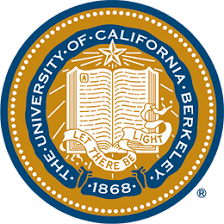 THE·UNIVERSITY·OF·CALIFORNIA·BERKELEY·
·1868·
A
LET THERE BE LIGHT
®